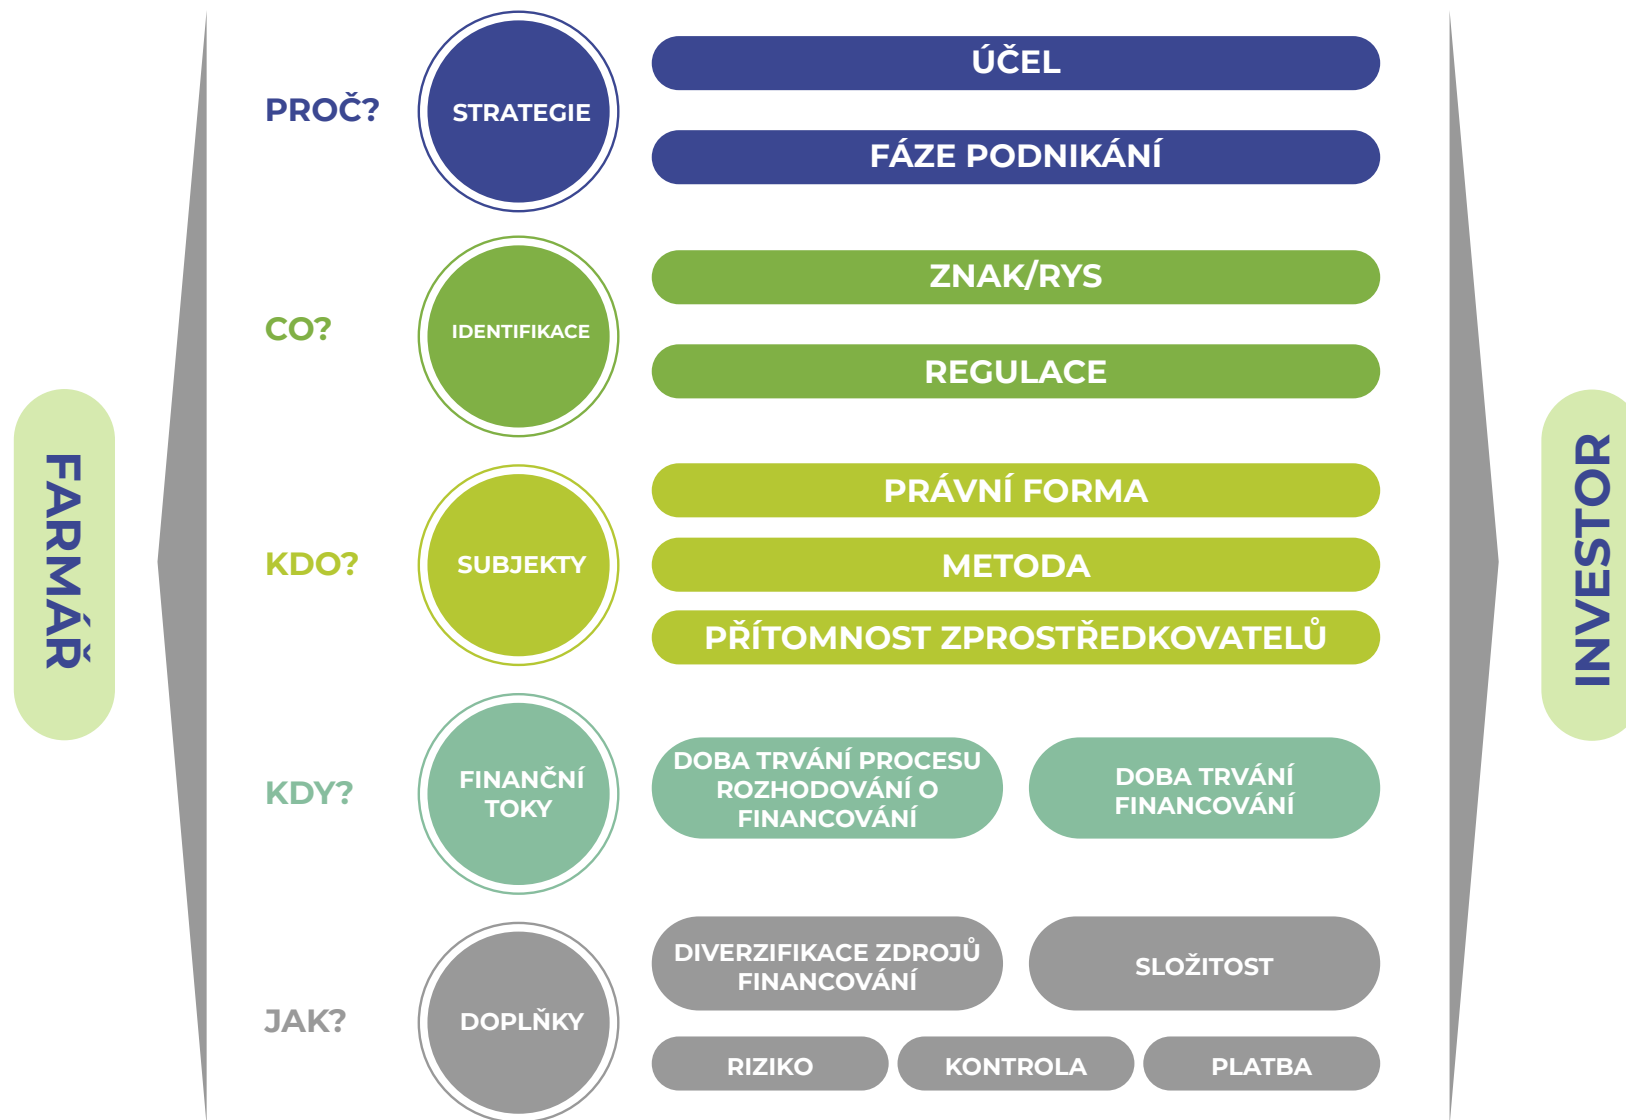 FARMÁŘ
PROČ?
STRATEGIE
ÚČEL
FÁZE PODNIKÁNÍ
CO?
IDENTIFIKACE
ZNAK/RYS
REGULACE
KDO?
SUBJEKTY
PRÁVNÍ FORMA
METODA
PŘÍTOMNOST ZPROSTŘEDKOVATELŮ
KDY?
FINANČNÍ
TOKY
DOBA TRVÁNÍ PROCESU
ROZHODOVÁNÍ O
FINANCOVÁNÍ
DOBA TRVÁNÍ
FINANCOVÁNÍ
JAK?
DOPLŇKY
DIVERZIFIKACE ZDROJŮ
FINANCOVÁNÍ
SLOŽITOST
RIZIKO
KONTROLA
PLATBA
INVESTOR